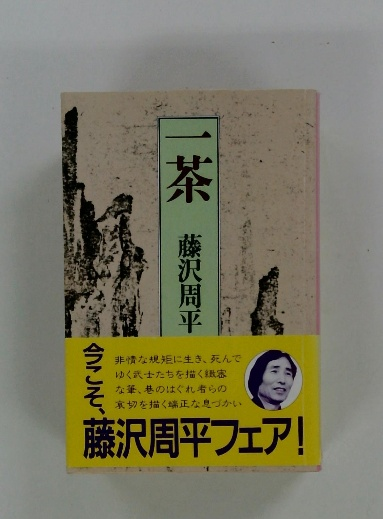 一茶
藤沢周平
今こそ、
非情な規矩に生き、死んで
ゆく武士たちを描く緻密
な筆、巷のはぐれ者らの
哀切を描く端正な息づかい
藤沢周平フェア!